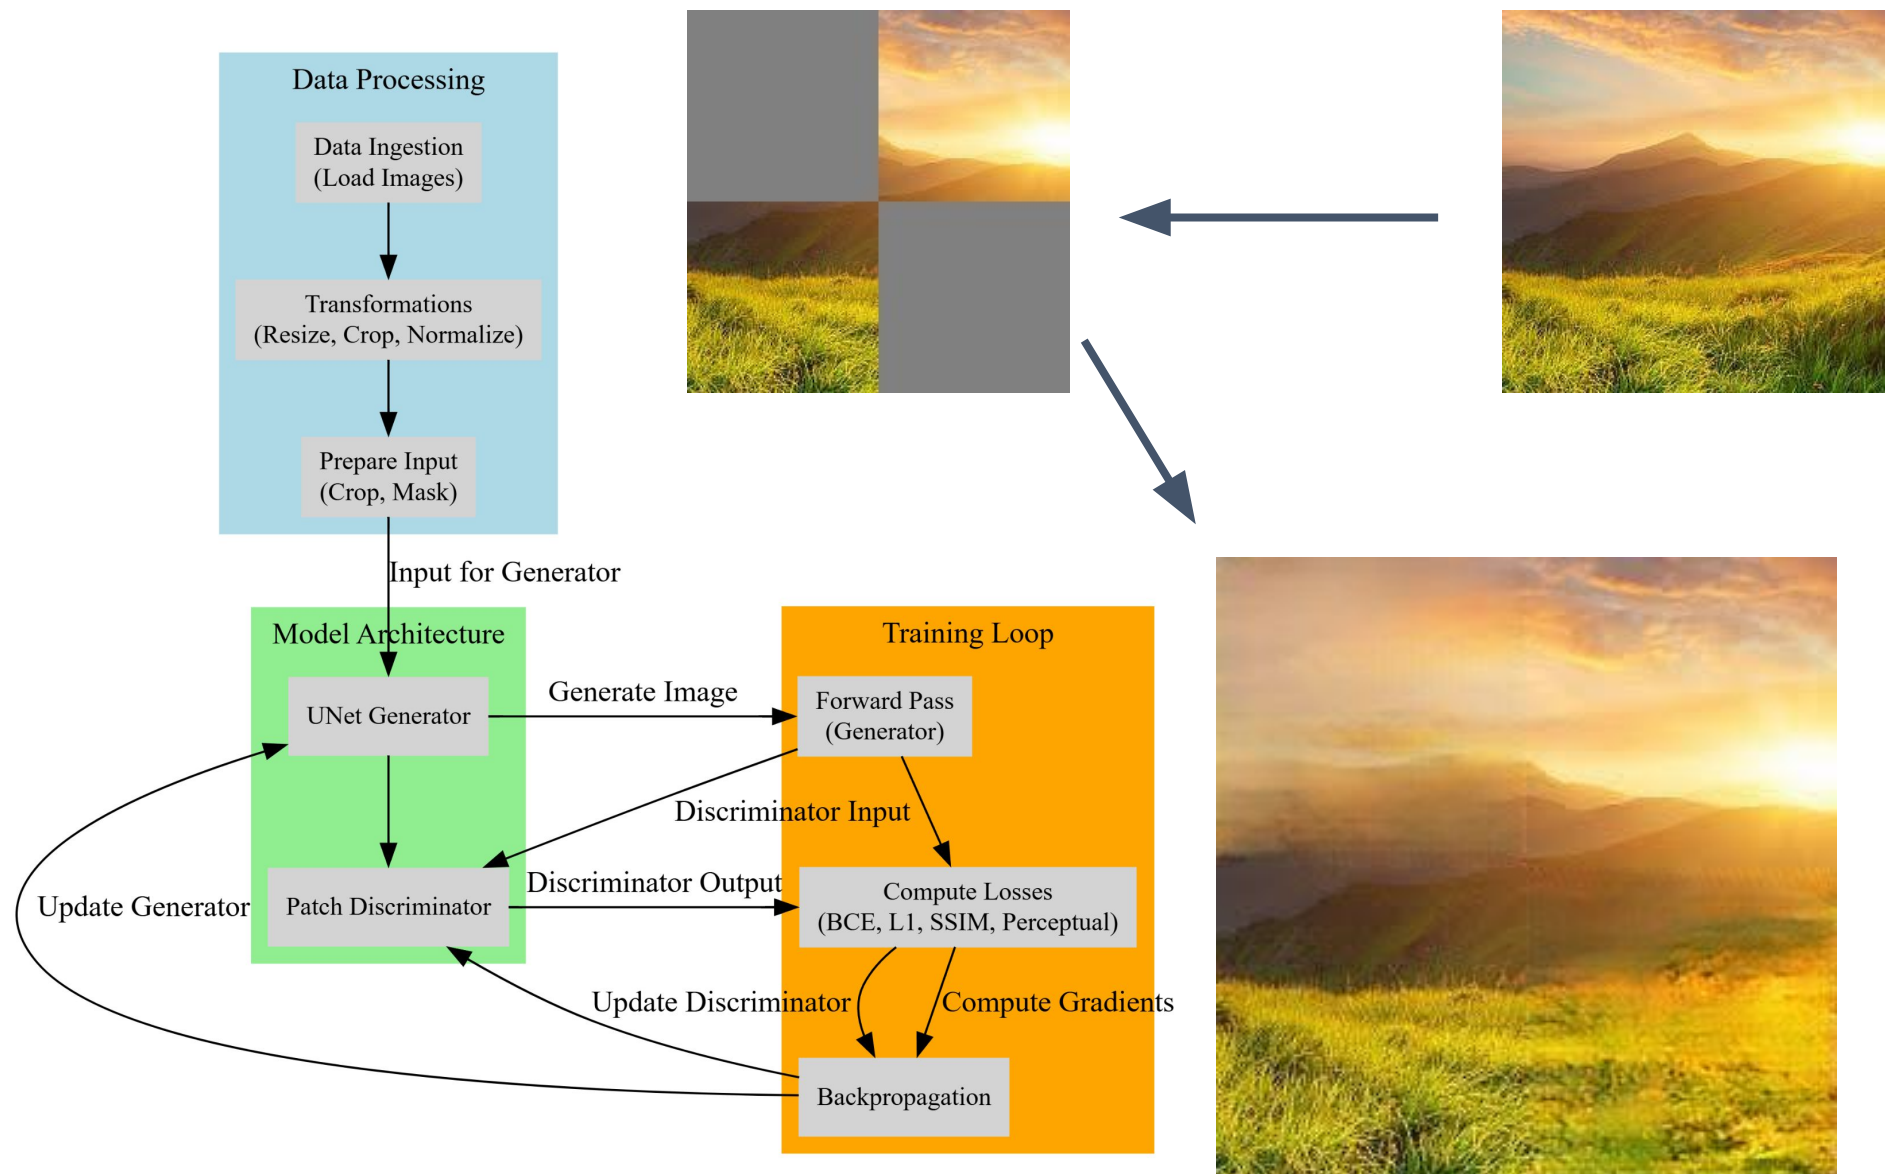 Data Processing
Data Ingestion
(Load Images)
Transformations
(Resize, Crop, Normalize)
Prepare Input
(Crop, Mask)
Input for Generator
Model Architecture
Training Loop
UNet Generator
Generate Image
Forward Pass
(Generator)
Discriminator Input
Patch Discriminator
Discriminator Output
Compute Losses
(BCE, L1, SSIM, Perceptual)
Update Generator
Update Discriminator
Compute Gradients
Backpropagation